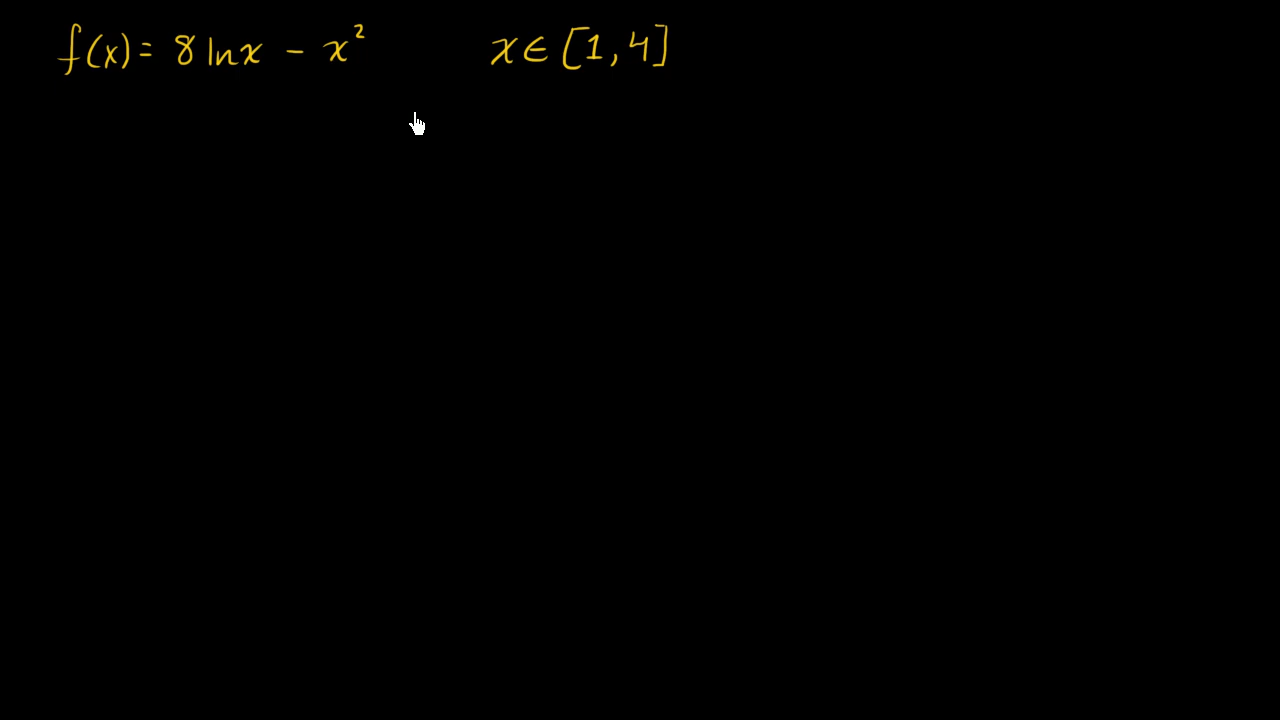 f(x) = 8 ln x - x² x ∈ [1, 4]